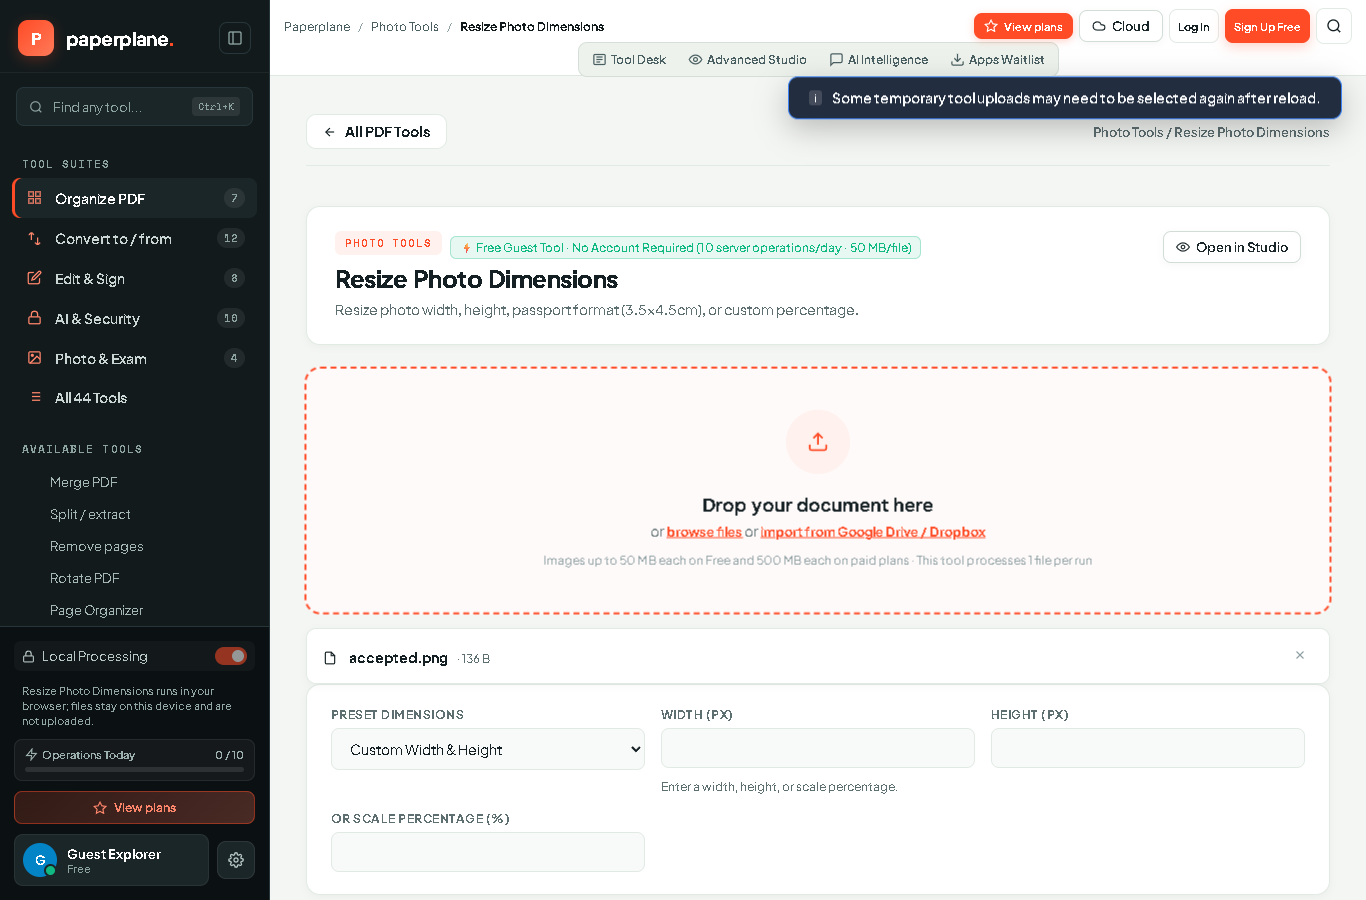 P paperplane.
Find any tool... Ctrl+K
TOOL SUITES
Organize PDF 7
Convert to / from 12
Edit & Sign 8
AI & Security 10
Photo & Exam 4
All 44 Tools
AVAILABLE TOOLS
Merge PDF
Split / extract
Remove pages
Rotate PDF
Page Organizer
Local Processing
Resize Photo Dimensions runs in your
browser; files stay on this device and are
not uploaded.
Operations Today 0 / 10
View plans
G Guest Explorer
Free
Paperplane / Photo Tools / Resize Photo Dimensions
View plans Cloud Log In Sign Up Free
Tool Desk Advanced Studio AI Intelligence Apps Waitlist
i Some temporary tool uploads may need to be selected again after reload.
← All PDF Tools
Photo Tools / Resize Photo Dimensions
PHOTO TOOLS Free Guest Tool · No Account Required (10 server operations/day · 50 MB/file)
Open in Studio
Resize Photo Dimensions
Resize photo width, height, passport format (3.5×4.5cm), or custom percentage.
Drop your document here
or browse files or import from Google Drive / Dropbox
Images up to 50 MB each on Free and 500 MB each on paid plans · This tool processes 1 file per run
accepted.png · 136 B ×
PRESET DIMENSIONS WIDTH (PX) HEIGHT (PX)
Custom Width & Height
Enter a width, height, or scale percentage.
OR SCALE PERCENTAGE (%)